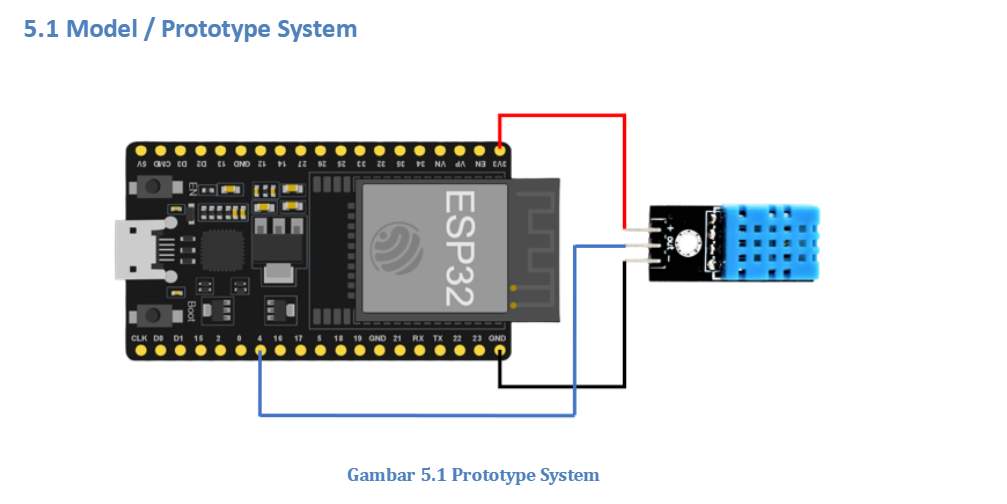 5.1 Model / Prototype System
5V CMD D3 D2 13 GND 12 14 27 26 25 33 32 35 34 VN VP EN 3V3
EN
ESP32
+
out
-
Boot
CLK D0 D1 15 2 0 4 16 17 5 18 19 GND 21 RX TX 22 23 GND
Gambar 5.1 Prototype System